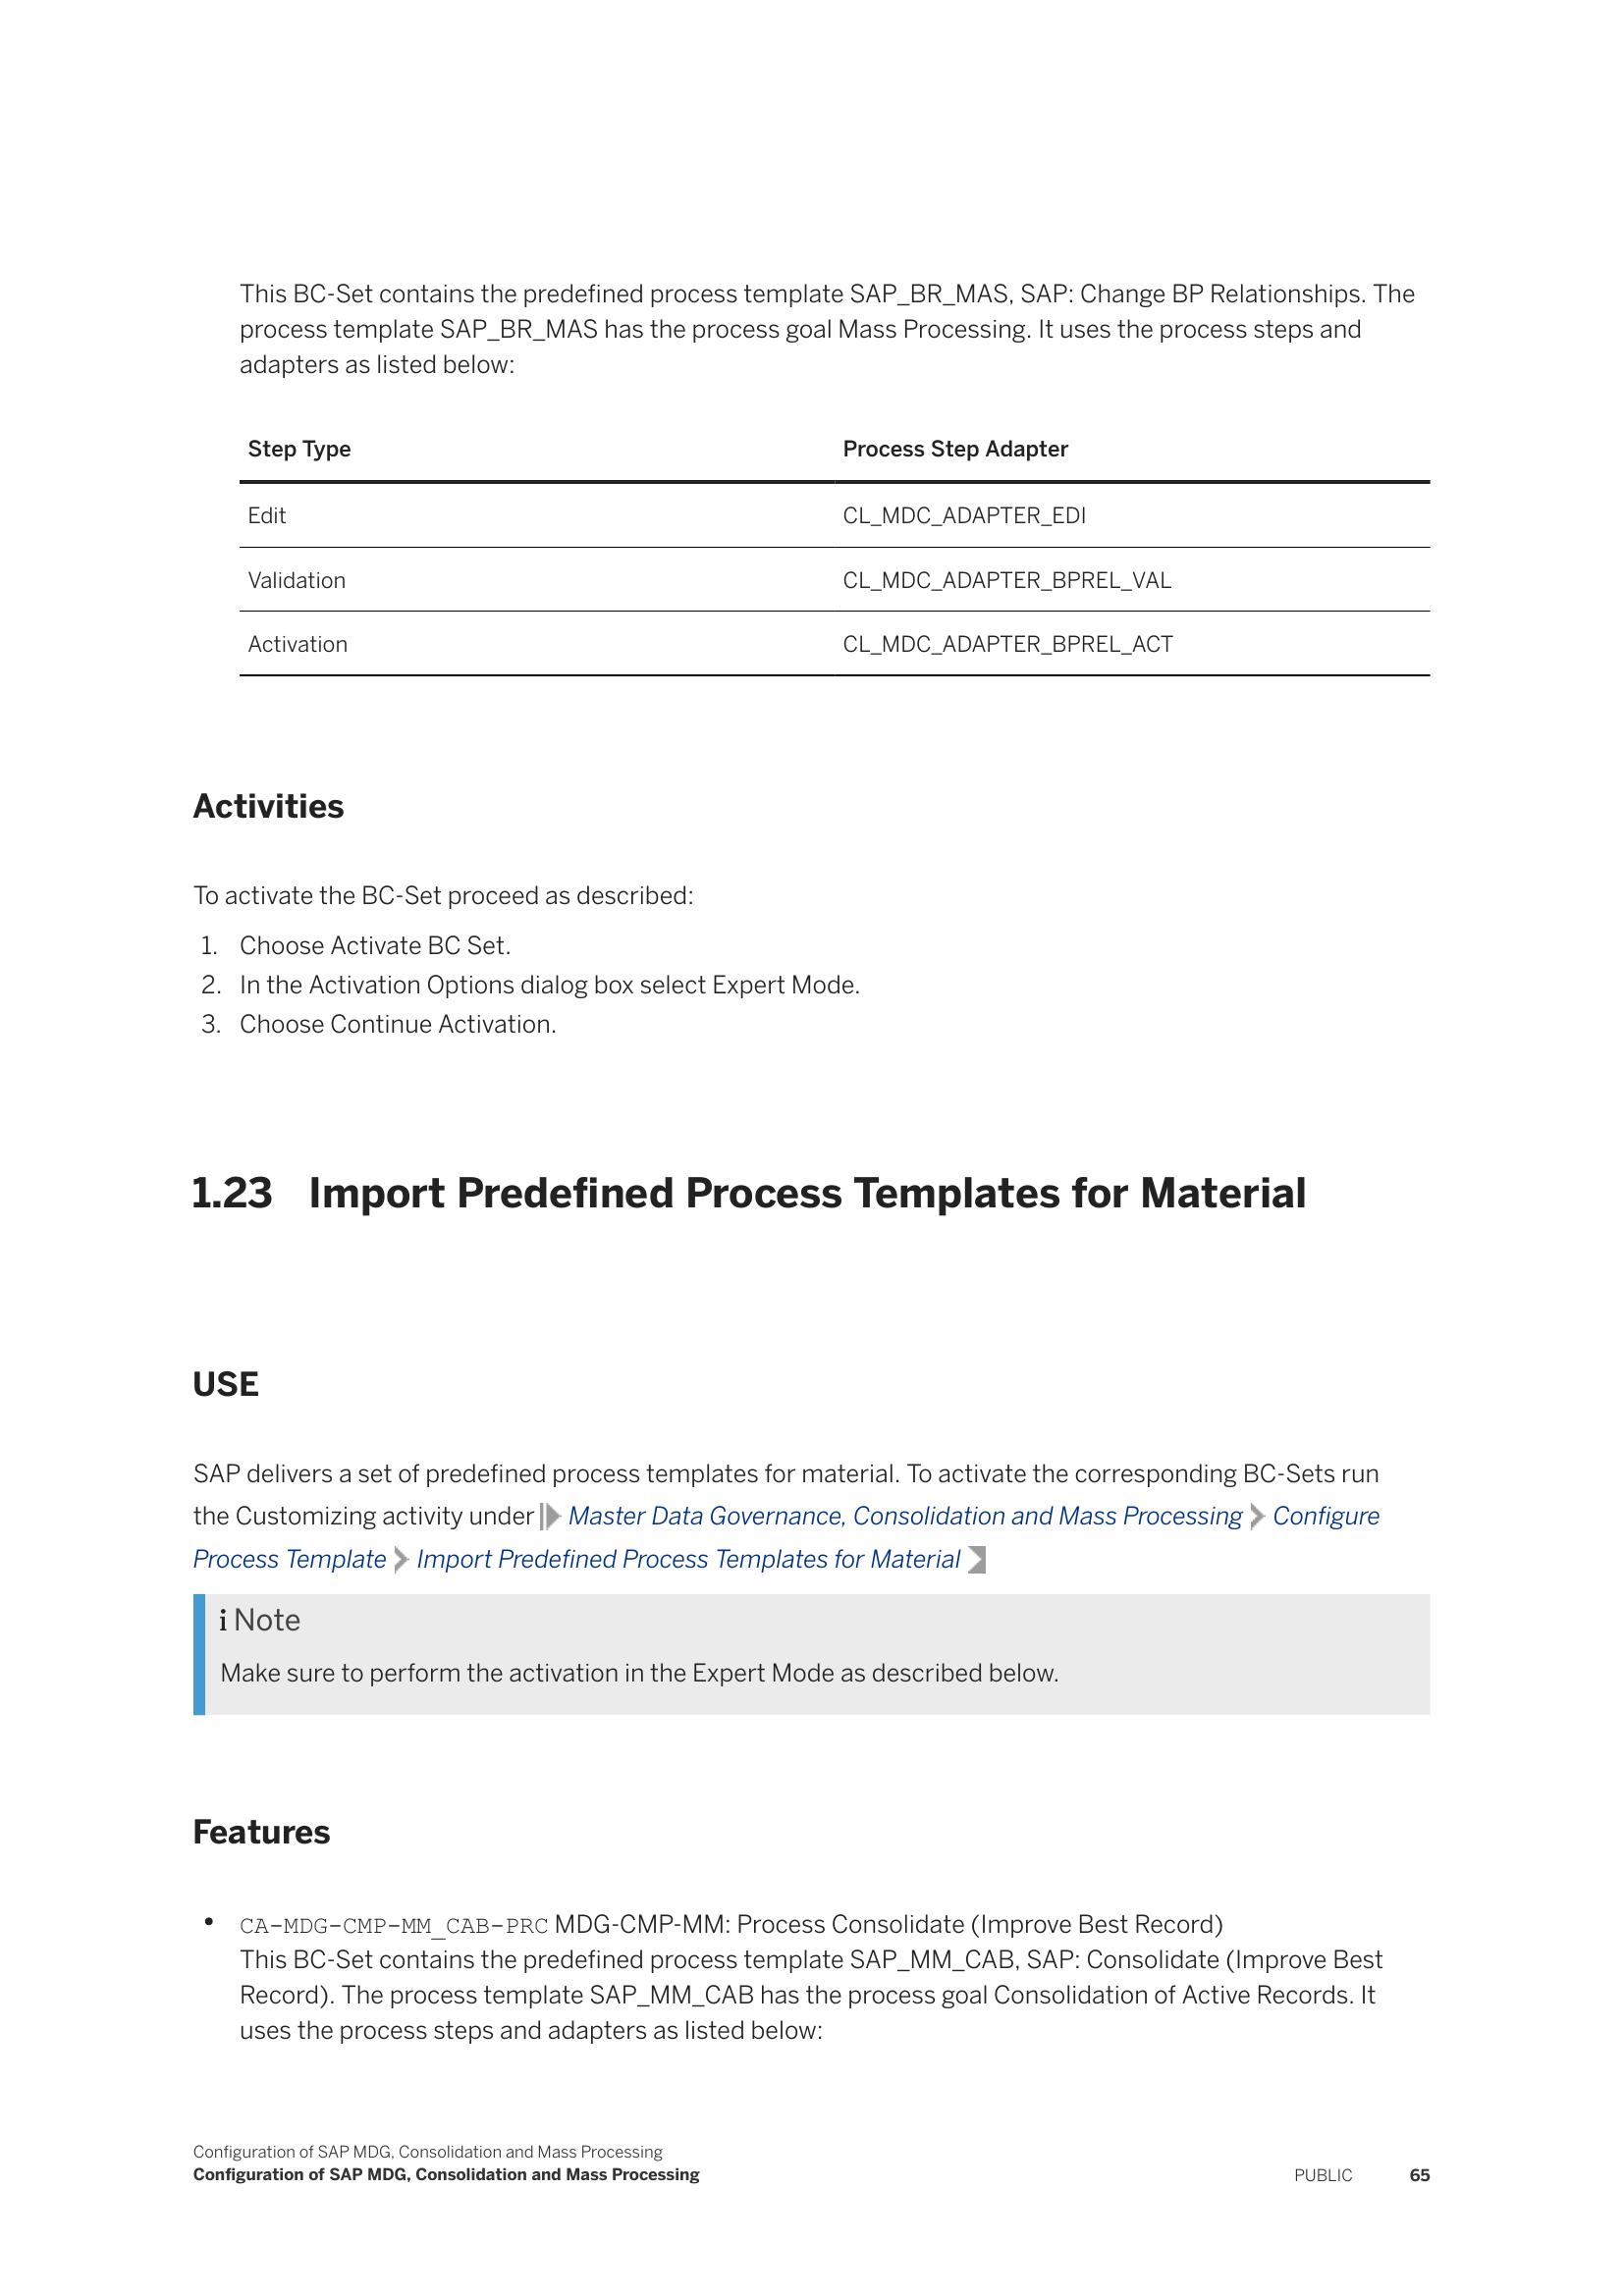 This BC-Set contains the predefined process template SAP_BR_MAS, SAP: Change BP Relationships. The
process template SAP_BR_MAS has the process goal Mass Processing. It uses the process steps and
adapters as listed below:
Step Type Process Step Adapter
Edit CL_MDC_ADAPTER_EDI
Validation CL_MDC_ADAPTER_BPREL_VAL
Activation CL_MDC_ADAPTER_BPREL_ACT
Activities
To activate the BC-Set proceed as described:
1. Choose Activate BC Set.
2. In the Activation Options dialog box select Expert Mode.
3. Choose Continue Activation.
1.23 Import Predefined Process Templates for Material
USE
SAP delivers a set of predefined process templates for material. To activate the corresponding BC-Sets run
the Customizing activity under Master Data Governance, Consolidation and Mass Processing Configure
Process Template Import Predefined Process Templates for Material
i Note
Make sure to perform the activation in the Expert Mode as described below.
Features
• CA-MDG-CMP-MM_CAB-PRC MDG-CMP-MM: Process Consolidate (Improve Best Record)
This BC-Set contains the predefined process template SAP_MM_CAB, SAP: Consolidate (Improve Best
Record). The process template SAP_MM_CAB has the process goal Consolidation of Active Records. It
uses the process steps and adapters as listed below:
Configuration of SAP MDG, Consolidation and Mass Processing
Configuration of SAP MDG, Consolidation and Mass Processing PUBLIC 65